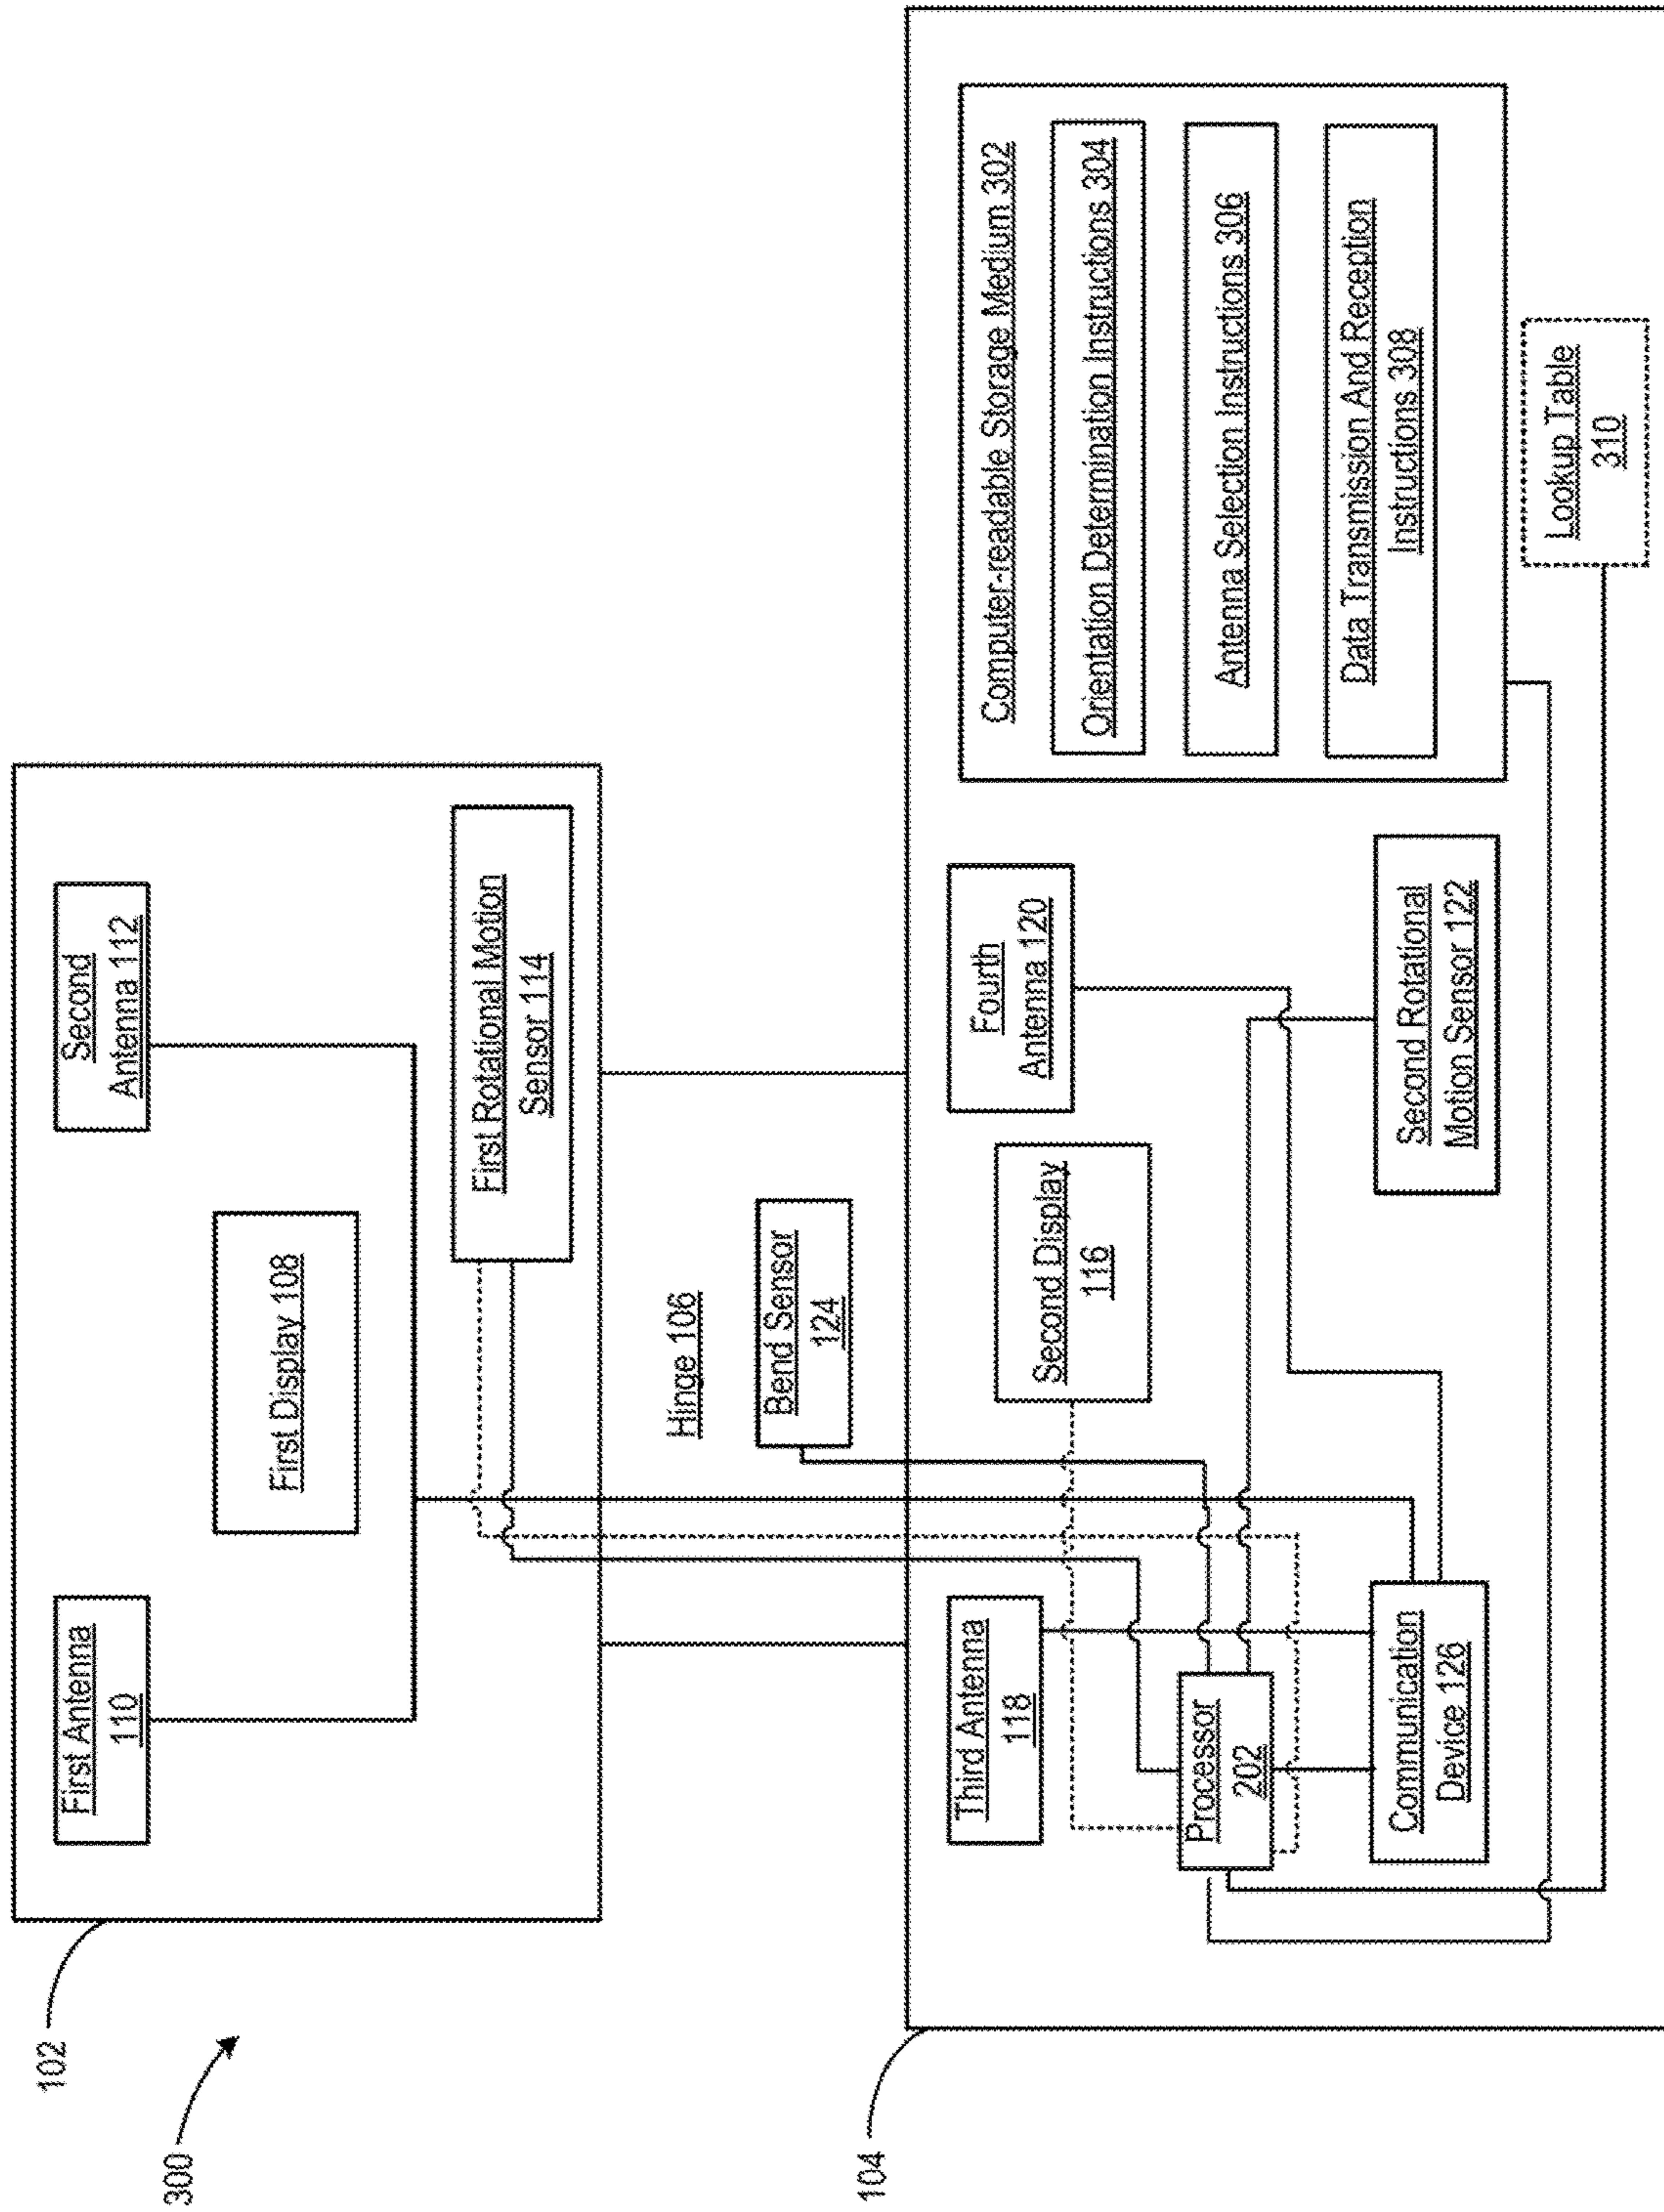 300
102
First Antenna
110
First Display 108
Second
Antenna 112
First Rotational Motion
Sensor 114
Hinge 106
Bend Sensor
124
104
Third Antenna
118
Second Display
116
Fourth
Antenna 120
Processor
202
Communication
Device 126
Second Rotational
Motion Sensor 122
Computer-readable Storage Medium 302
Orientation Determination Instructions 304
Antenna Selection Instructions 306
Data Transmission And Reception
Instructions 308
Lookup Table
310